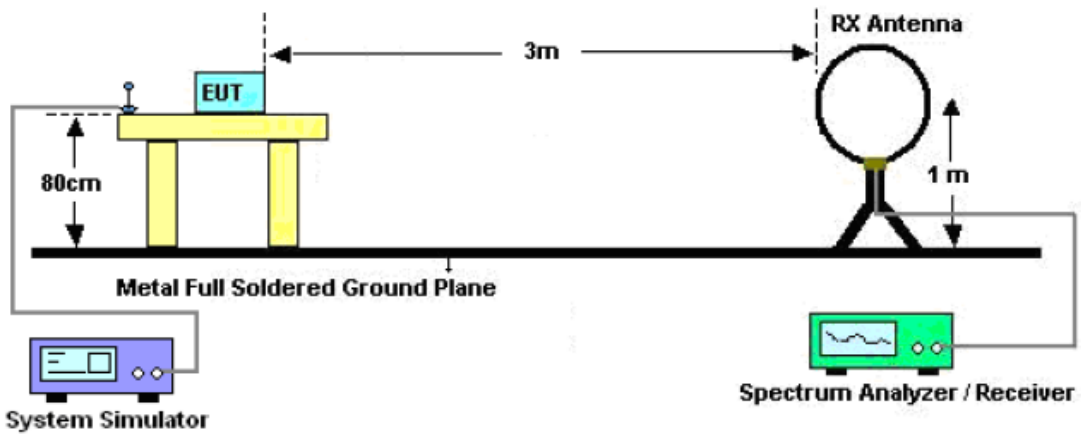 RX Antenna
3m
EUT
80cm
1 m
Metal Full Soldered Ground Plane
System Simulator
Spectrum Analyzer / Receiver